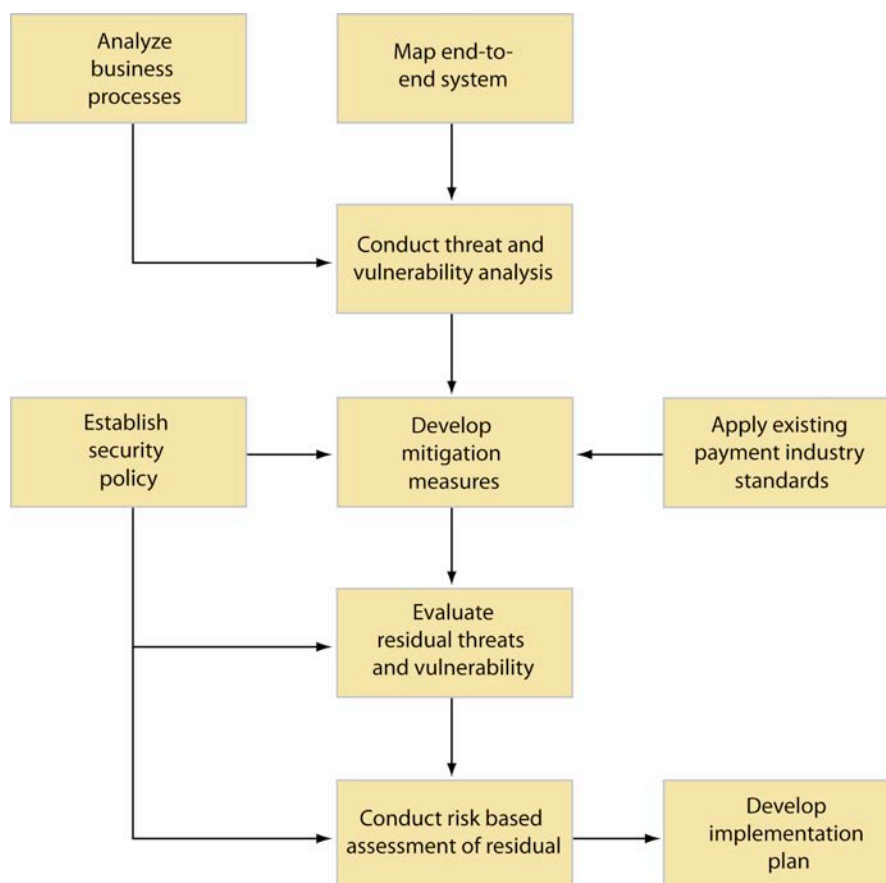 Analyze
business
processes
Map end-to-
end system
Conduct threat and
vulnerability analysis
Establish
security
policy
Develop
mitigation
measures
Apply existing
payment industry
standards
Evaluate
residual threats
and vulnerability
Conduct risk based
assessment of residual
Develop
implementation
plan